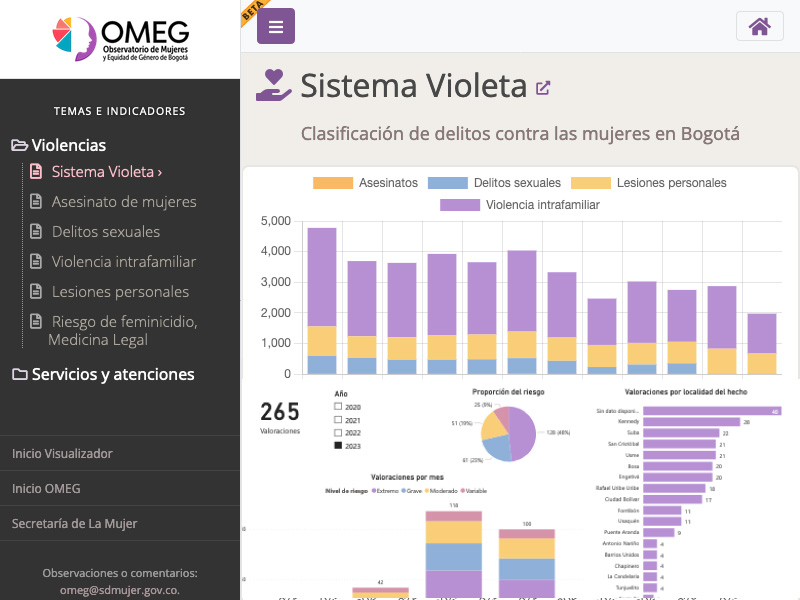 OMEG
Observatorio de Mujeres
y Equidad de Género de Bogotá
BETA
TEMAS E INDICADORES
Violencias
Sistema Violeta ›
Asesinato de mujeres
Delitos sexuales
Violencia intrafamiliar
Lesiones personales
Riesgo de feminicidio,
Medicina Legal
Servicios y atenciones
Inicio Visualizador
Inicio OMEG
Secretaría de La Mujer
Observaciones o comentarios:
omeg@sdmujer.gov.co.
Sistema Violeta
Clasificación de delitos contra las mujeres en Bogotá
Asesinatos Delitos sexuales Lesiones personales
Violencia intrafamiliar
5,000
4,000
3,000
2,000
1,000
0
265
Valoraciones
Año
2020
2021
2022
2023
Proporción del riesgo
51 (19%)
61 (23%)
Valoraciones por mes
Nivel de riesgo Extremo Grave Moderado Variable
118
100
42
Valoraciones por localidad del hecho
Sin dato disponi...
Kennedy 28
Suba 22
San Cristóbal 21
Usme 21
Bosa 20
Engativá 20
Rafael Uribe Uribe 18
Ciudad Bolívar 17
Fontibón 11
Usaquén 11
Puente Aranda 9
Antonio Nariño 4
Barrios Unidos 4
Chapinero 4
La Candelaria 4
Tunjuelito 4